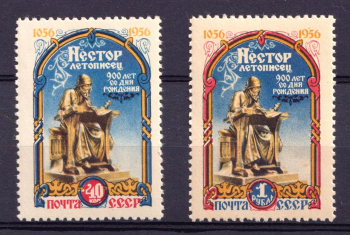 1056 1956
Нестор
летописец
900 ЛЕТ
СО ДНЯ
РОЖДЕНИЯ
40
КОП
ПОЧТА СССР
1056 1956
Нестор
летописец
900 ЛЕТ
СО ДНЯ
РОЖДЕНИЯ
1
РУБЛЬ
ПОЧТА СССР